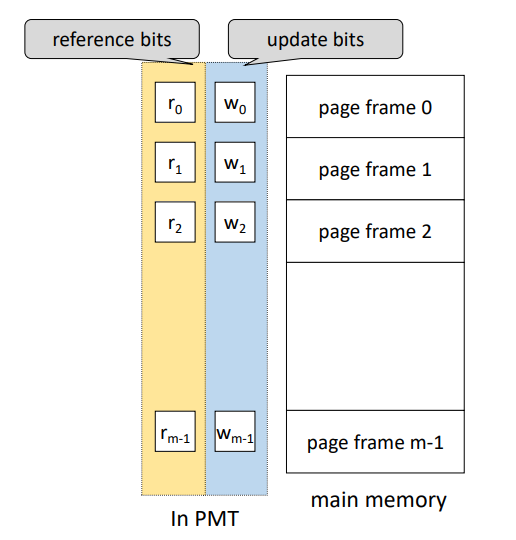 reference bits
update bits
r0 w0 page frame 0
r1 w1 page frame 1
r2 w2 page frame 2
rm-1 wm-1 page frame m-1
main memory
In PMT